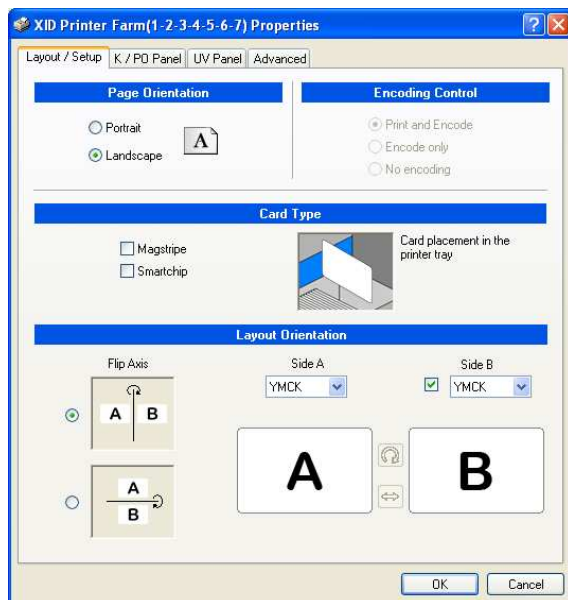 XID Printer Farm(1-2-3-4-5-6-7) Properties
Layout / Setup K / PO Panel UV Panel Advanced
Page Orientation
Portrait
Landscape
A
Encoding Control
Print and Encode
Encode only
No encoding
Card Type
Magstripe
Smartchip
Card placement in the
printer tray
Layout Orientation
Flip Axis
A B
A
B
Side A
YMCK
Side B
YMCK
A B
OK Cancel